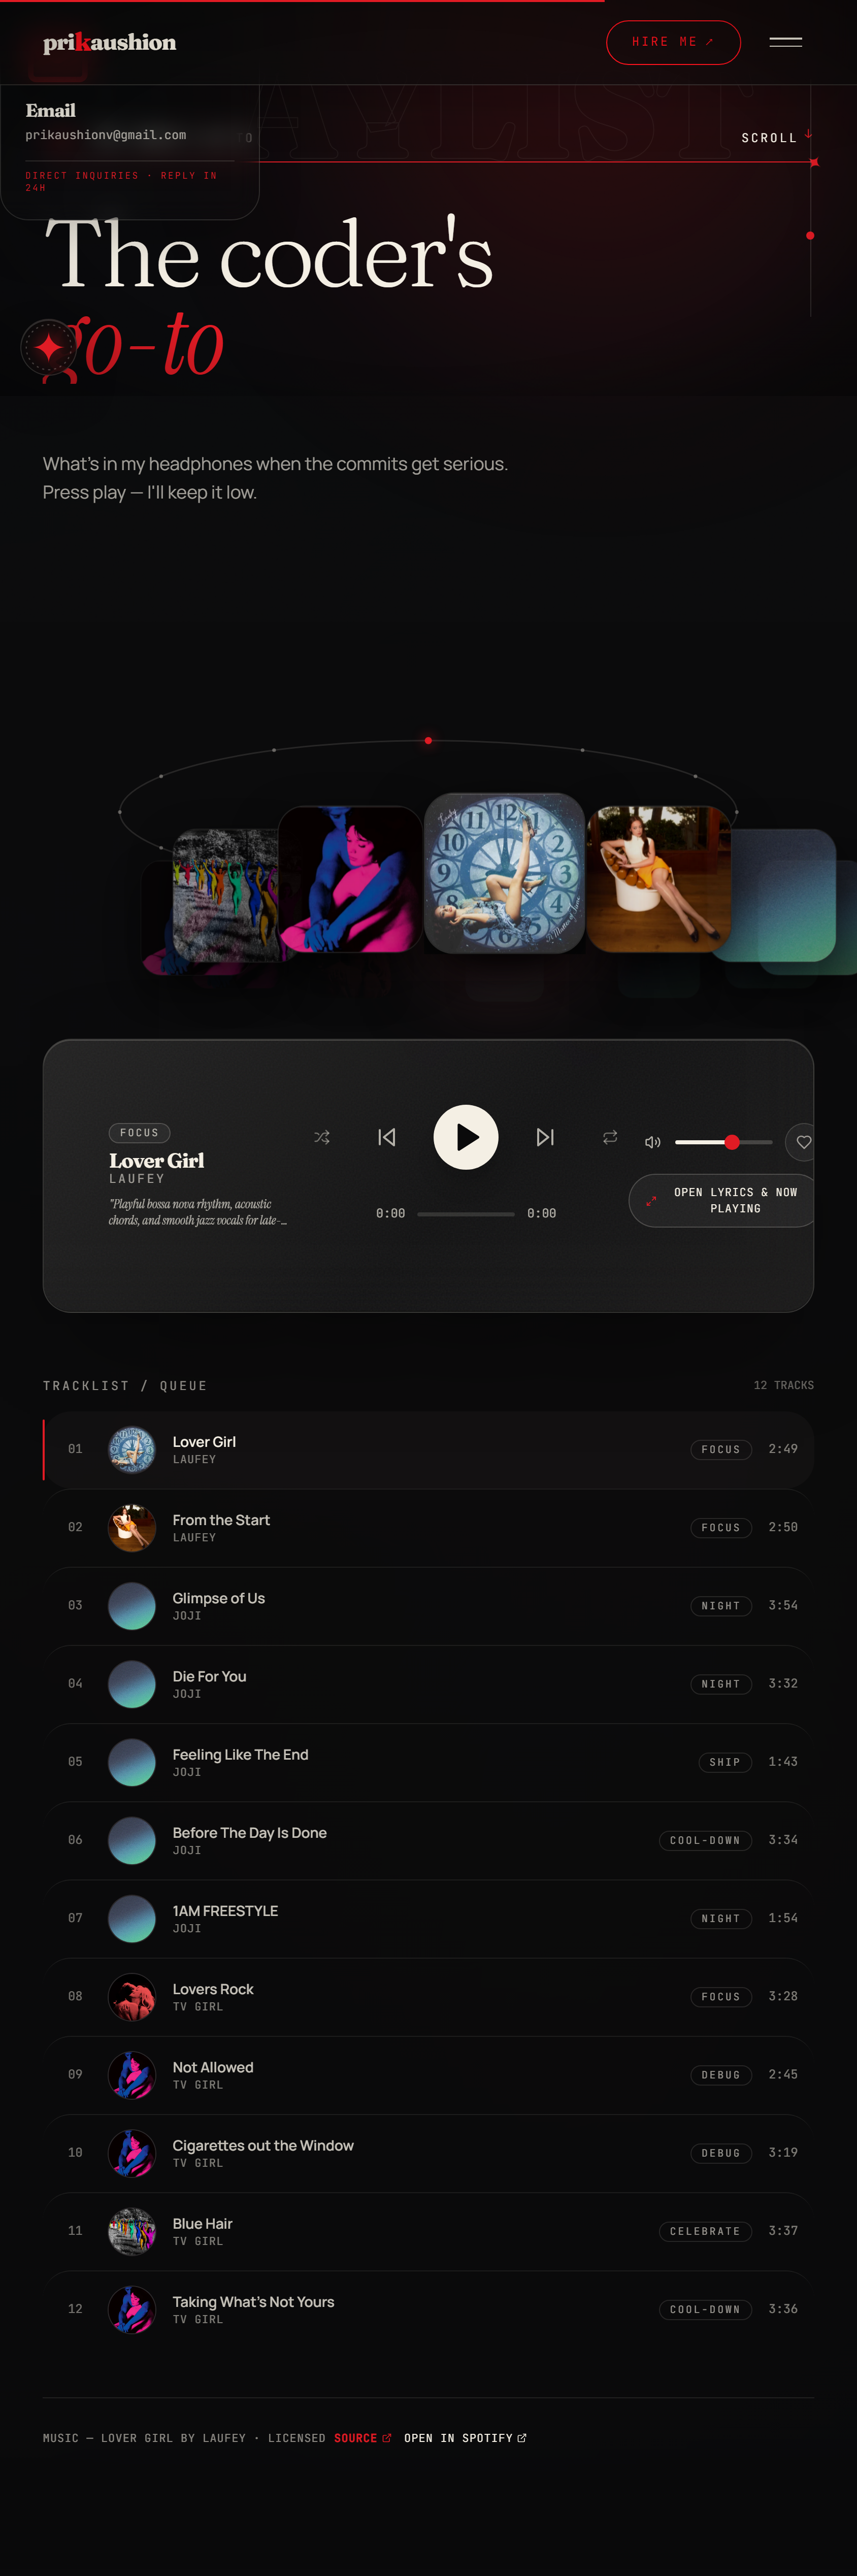 prikaushion
HIRE ME ↗
Email
prikaushionv@gmail.com
DIRECT INQUIRIES · REPLY IN
24H
AYLIST
SCROLL ↓
The coder's
go-to
What's in my headphones when the commits get serious.
Press play — I'll keep it low.
FOCUS
Lover Girl
LAUFEY
"Playful bossa nova rhythm, acoustic
chords, and smooth jazz vocals for late-...
0:00
0:00
OPEN LYRICS & NOW
PLAYING
TRACKLIST / QUEUE
12 TRACKS
01
Lover Girl
LAUFEY
FOCUS
2:49
02
From the Start
LAUFEY
FOCUS
2:50
03
Glimpse of Us
JOJI
NIGHT
3:54
04
Die For You
JOJI
NIGHT
3:32
05
Feeling Like The End
JOJI
SHIP
1:43
06
Before The Day Is Done
JOJI
COOL-DOWN
3:34
07
1AM FREESTYLE
JOJI
NIGHT
1:54
08
Lovers Rock
TV GIRL
FOCUS
3:28
09
Not Allowed
TV GIRL
DEBUG
2:45
10
Cigarettes out the Window
TV GIRL
DEBUG
3:19
11
Blue Hair
TV GIRL
CELEBRATE
3:37
12
Taking What's Not Yours
TV GIRL
COOL-DOWN
3:36
MUSIC — LOVER GIRL BY LAUFEY · LICENSED SOURCE OPEN IN SPOTIFY